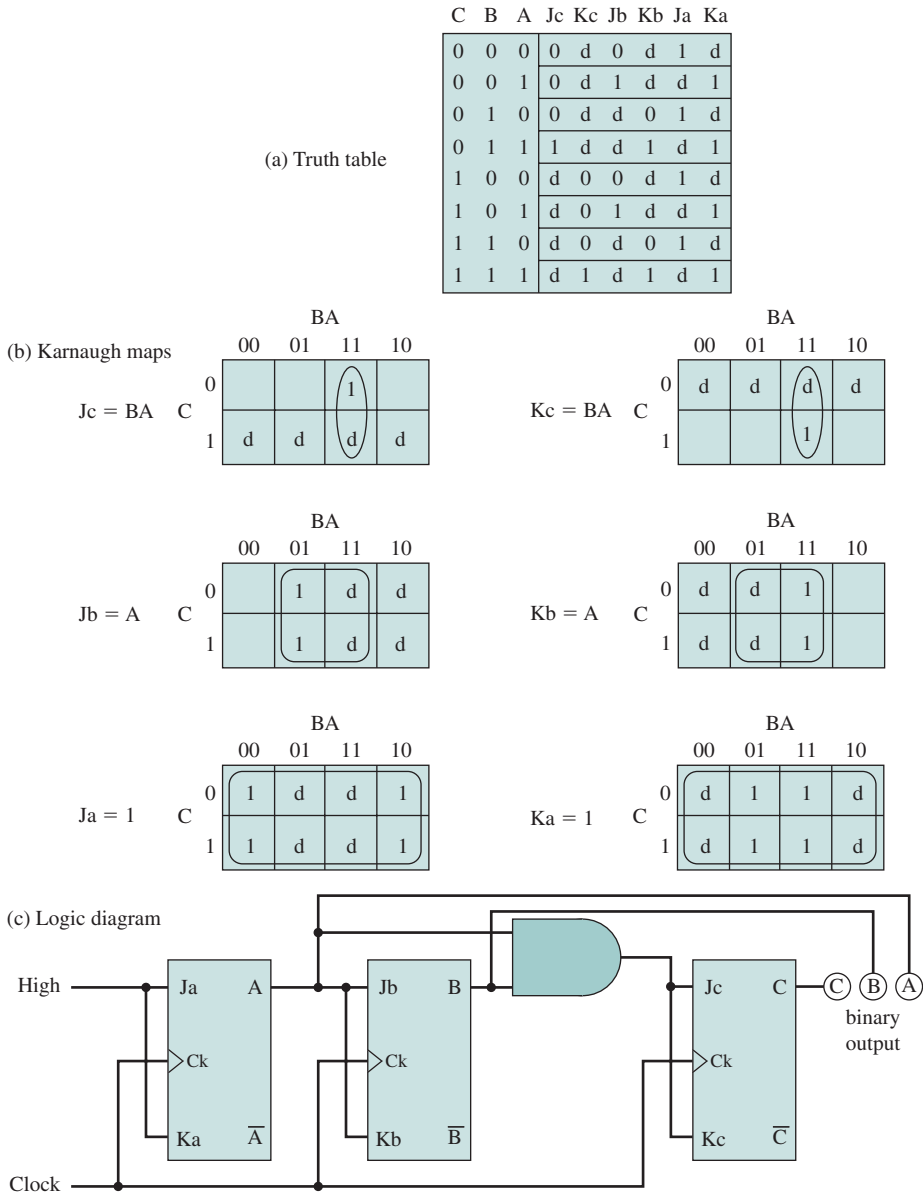 C B A Jc Kc Jb Kb Ja Ka
0 0 0 0 d 0 d 1 d
0 0 1 0 d 1 d d 1
0 1 0 0 d d 0 1 d
0 1 1 1 d d 1 d 1
1 0 0 d 0 0 d 1 d
1 0 1 d 0 1 d d 1
1 1 0 d 0 d 0 1 d
1 1 1 d 1 d 1 d 1
(a) Truth table
(b) Karnaugh maps
BA
00 01 11 10
Jc = BA C
0 1
1 d d d d
BA
00 01 11 10
Kc = BA C
0 d d d d
1 1
BA
00 01 11 10
Jb = A C
0 1 d d
1 1 d d
BA
00 01 11 10
Kb = A C
0 d d 1
1 d d 1
BA
00 01 11 10
Ja = 1 C
0 1 d d 1
1 1 d d 1
BA
00 01 11 10
Ka = 1 C
0 d 1 1 d
1 d 1 1 d
(c) Logic diagram
High Ja A Jb B Jc C C B A
binary
output
Ck Ck Ck
Ka A̅ Kb B̅ Kc C̅
Clock